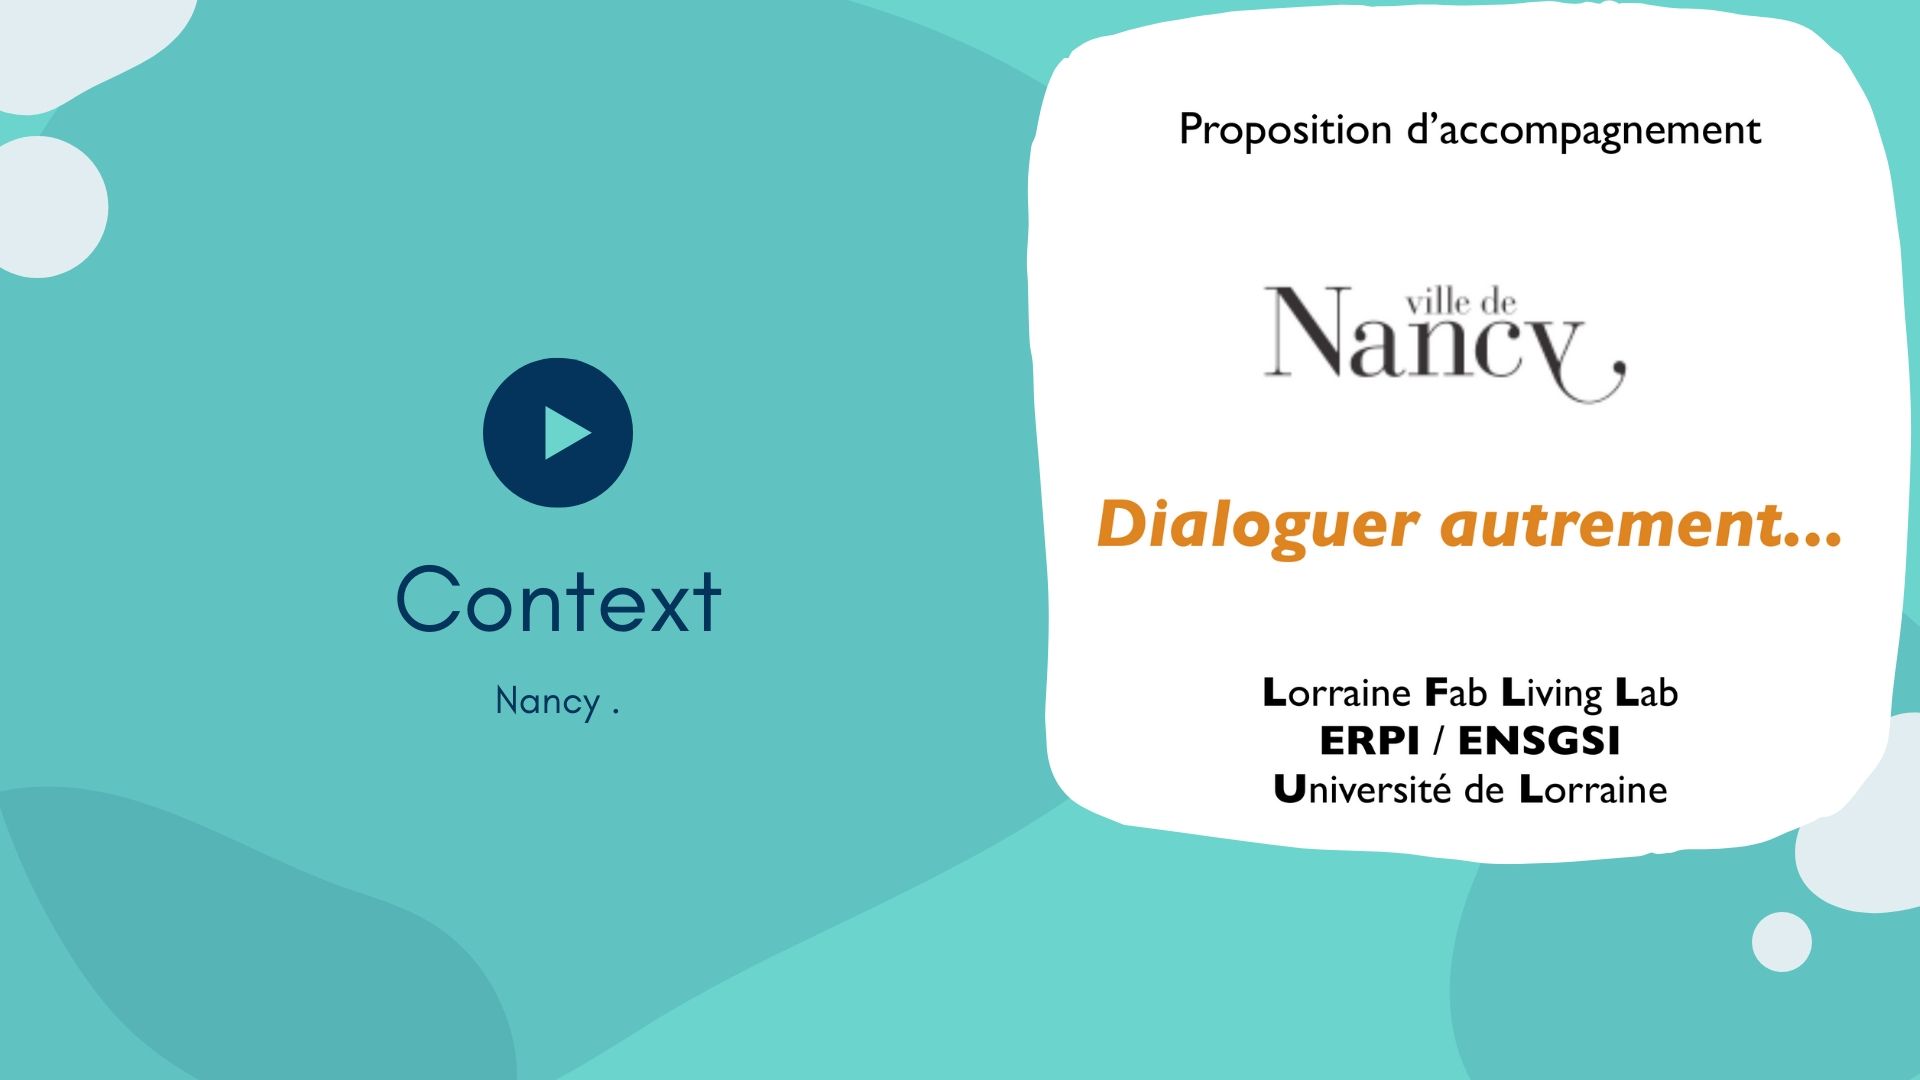 Context
Nancy .
Proposition d’accompagnement
ville de
Nancy
Dialoguer autrement...
Lorraine Fab Living Lab
ERPI / ENSGSI
Université de Lorraine